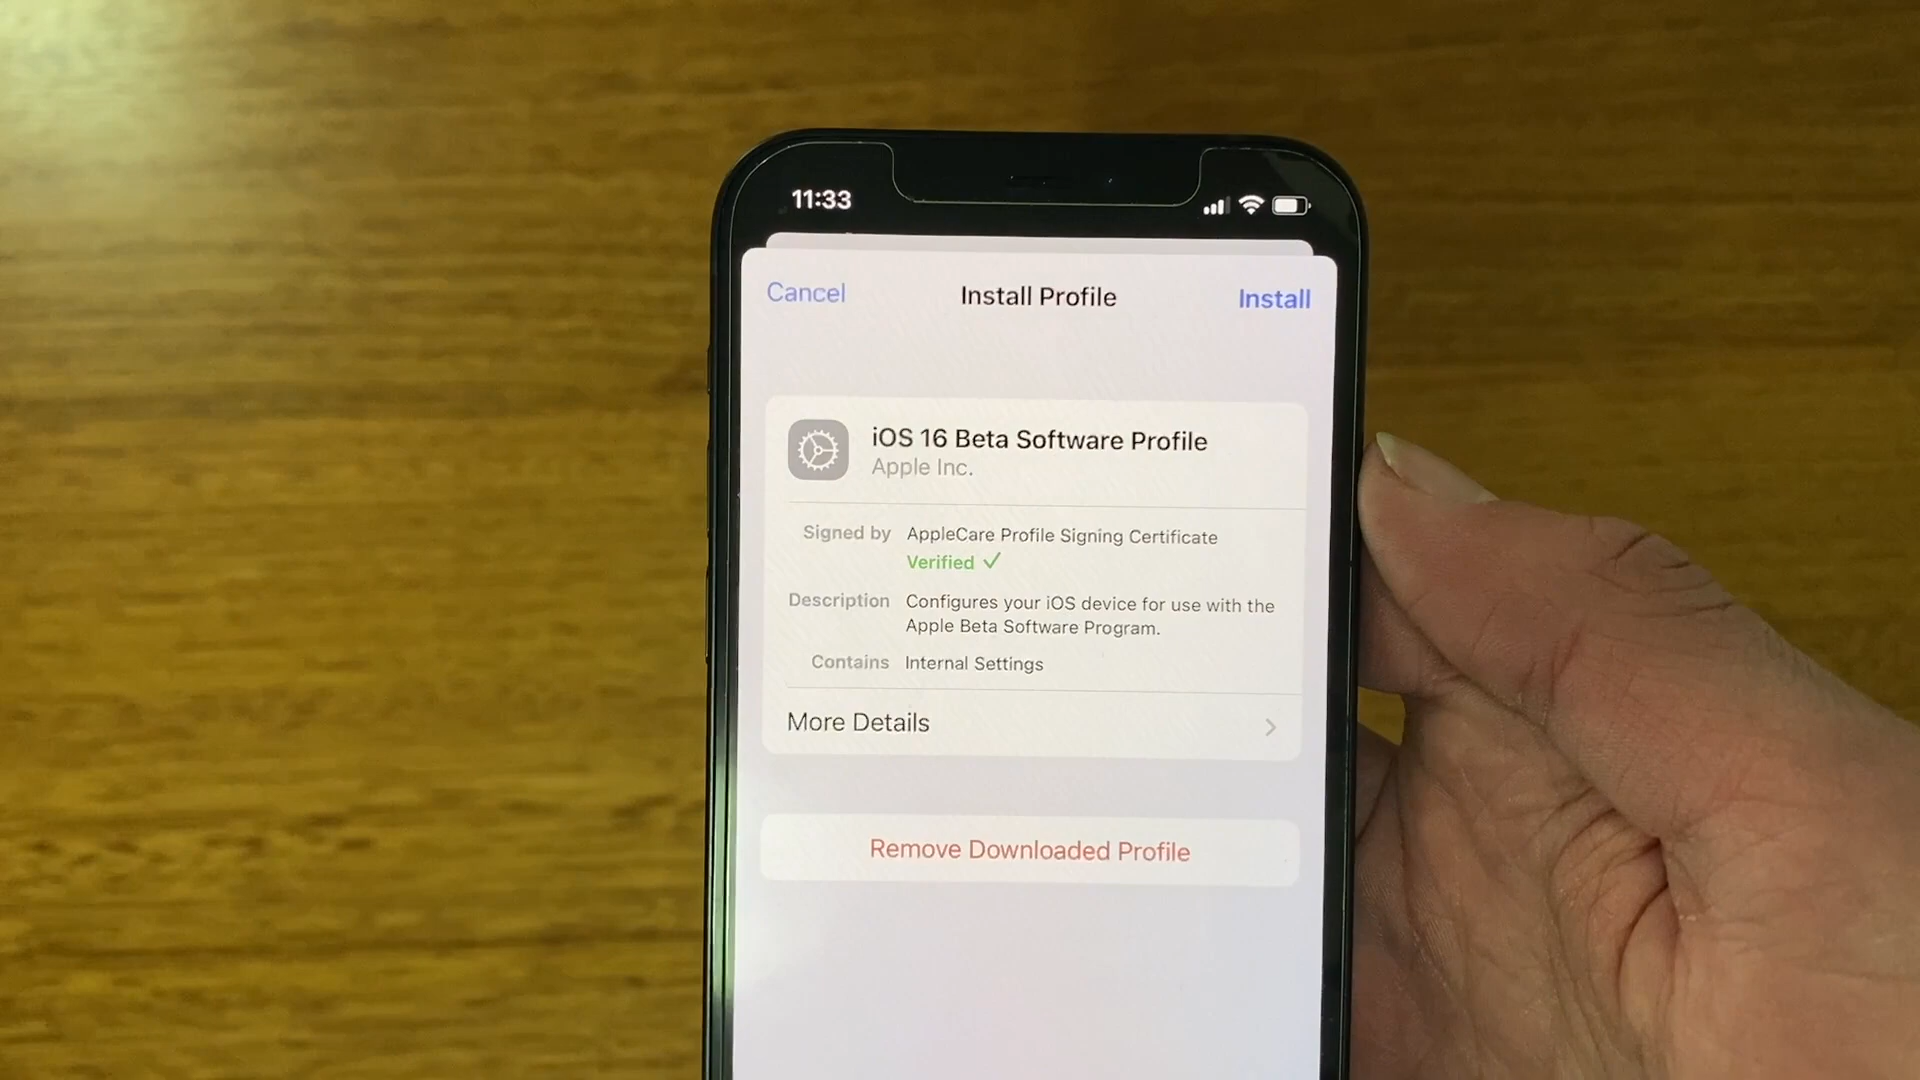 11:33
Cancel Install Profile Install
iOS 16 Beta Software Profile
Apple Inc.
Signed by AppleCare Profile Signing Certificate
Verified ✓
Description Configures your iOS device for use with the
Apple Beta Software Program.
Contains Internal Settings
More Details
Remove Downloaded Profile